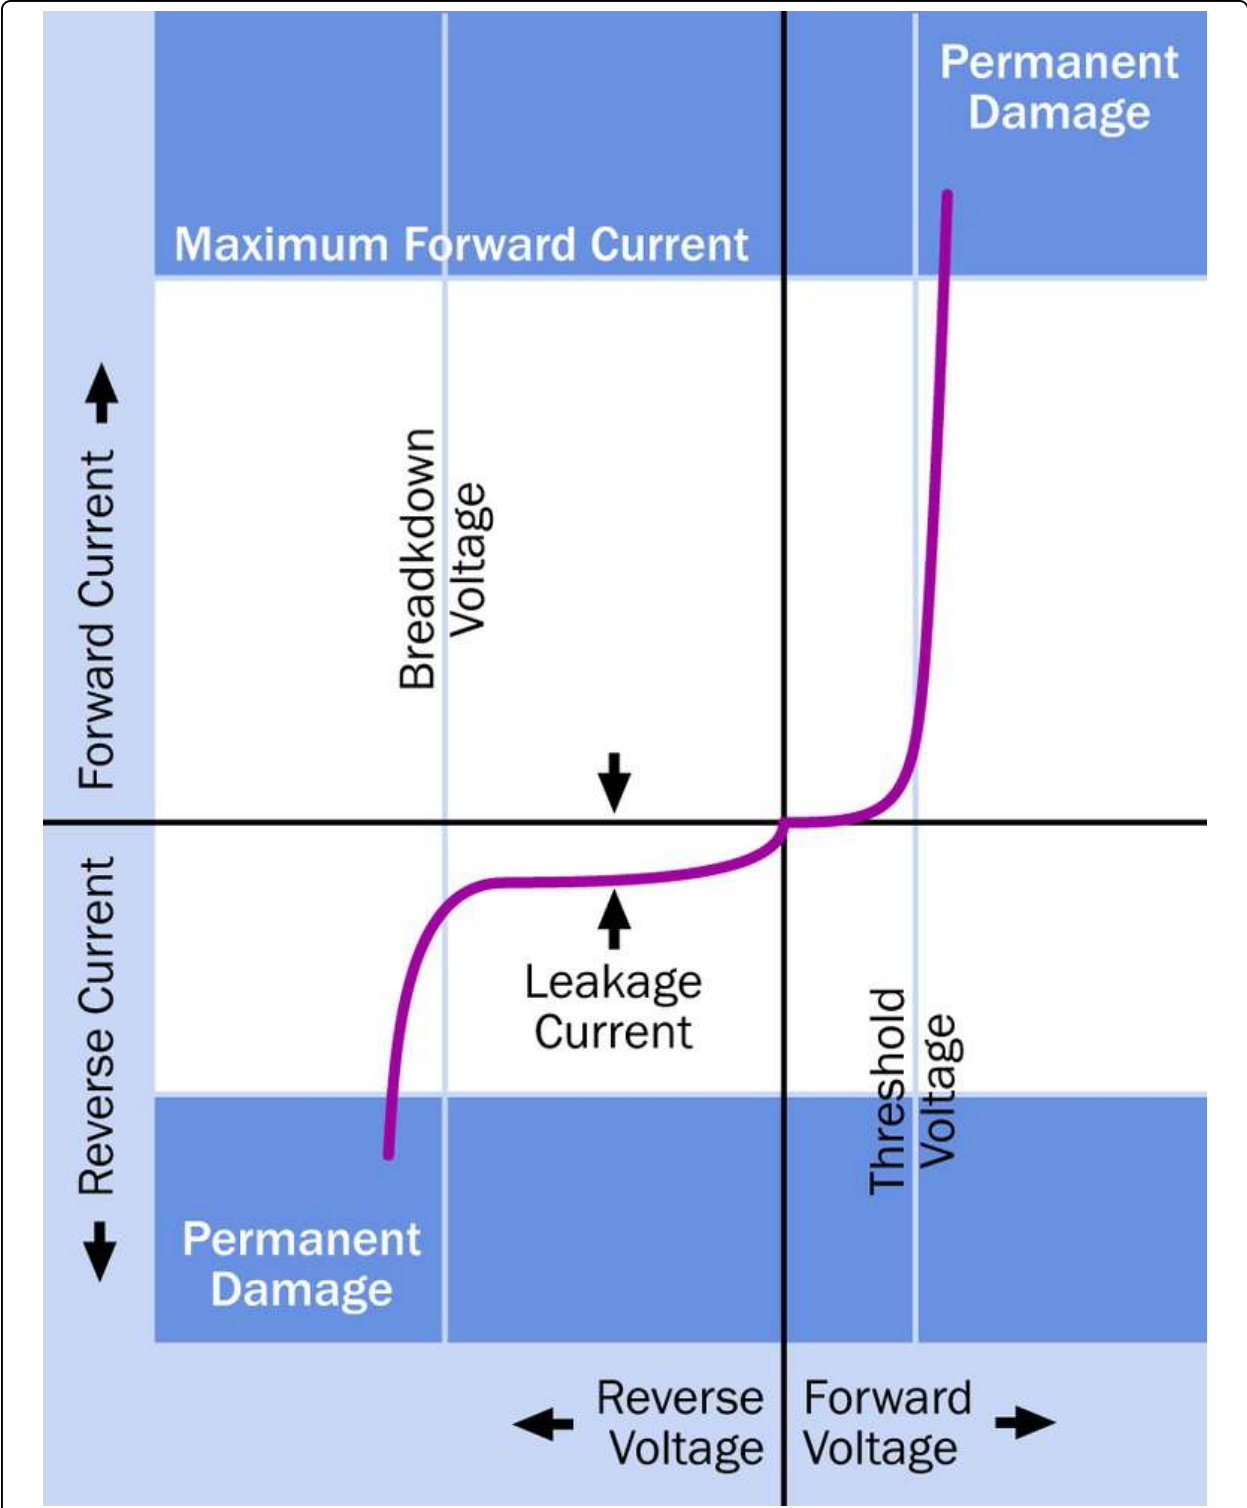 Permanent
Damage
Maximum Forward Current
Forward Current
Breadkdown
Voltage
Leakage
Current
Reverse Current
Threshold
Voltage
Permanent
Damage
Reverse
Voltage
Forward
Voltage